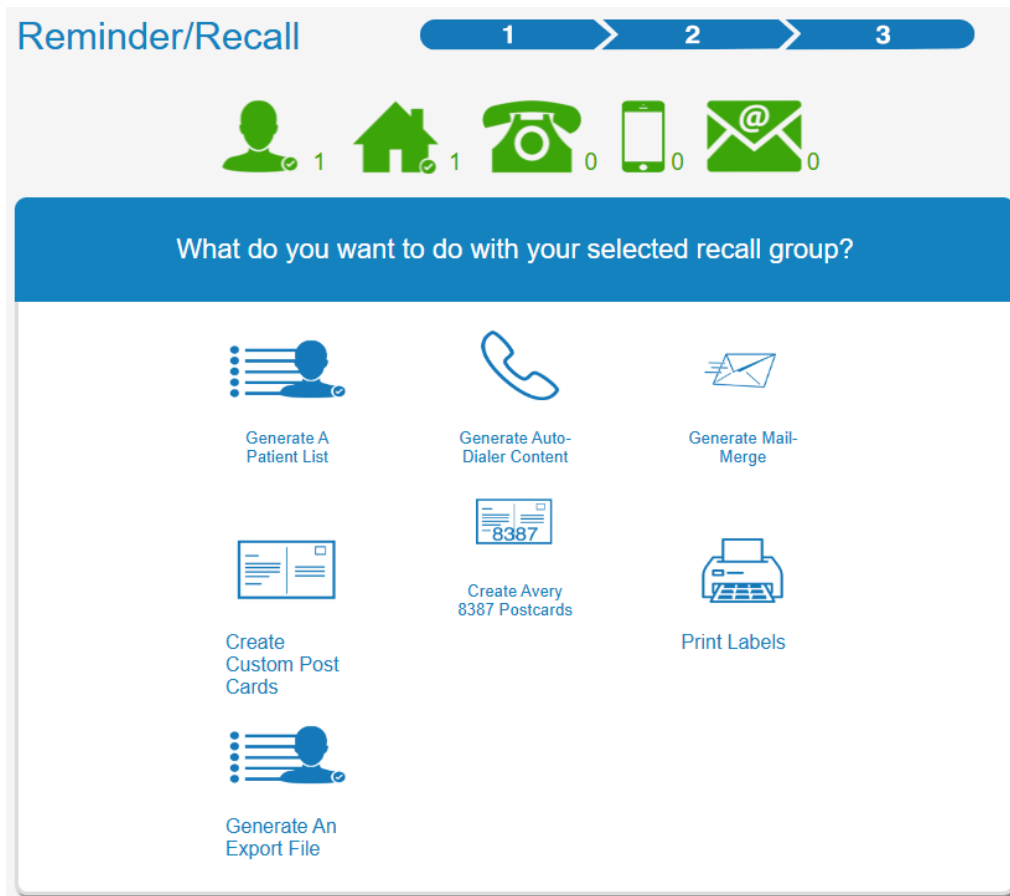 Reminder/Recall
1
2
3
1
1
0
0
@
0
What do you want to do with your selected recall group?
Generate A
Patient List
Generate Auto-
Dialer Content
Generate Mail-
Merge
8387
Create Avery
8387 Postcards
Create
Custom Post
Cards
Print Labels
Generate An
Export File